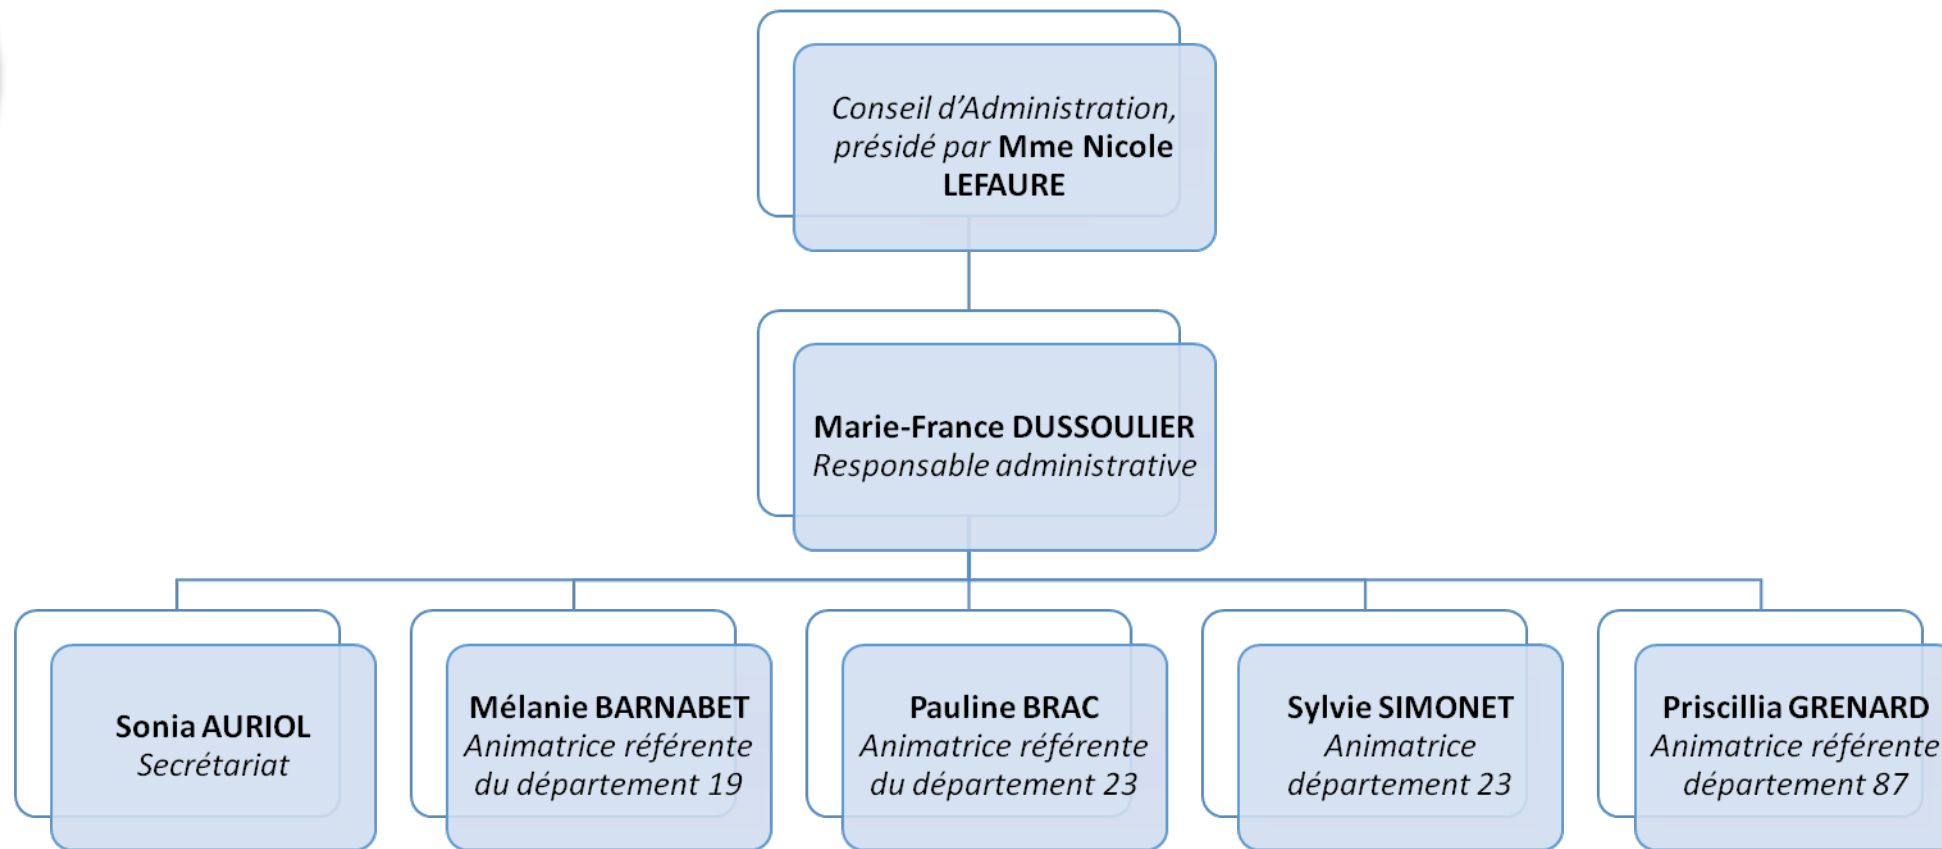 Conseil d’Administration,
présidé par Mme Nicole
LEFAURE
Marie-France DUSSOULIER
Responsable administrative
Sonia AURIOL
Secrétariat
Mélanie BARNABET
Animatrice référente
du département 19
Pauline BRAC
Animatrice référente
du département 23
Sylvie SIMONET
Animatrice
département 23
Priscillia GRENARD
Animatrice référente
département 87